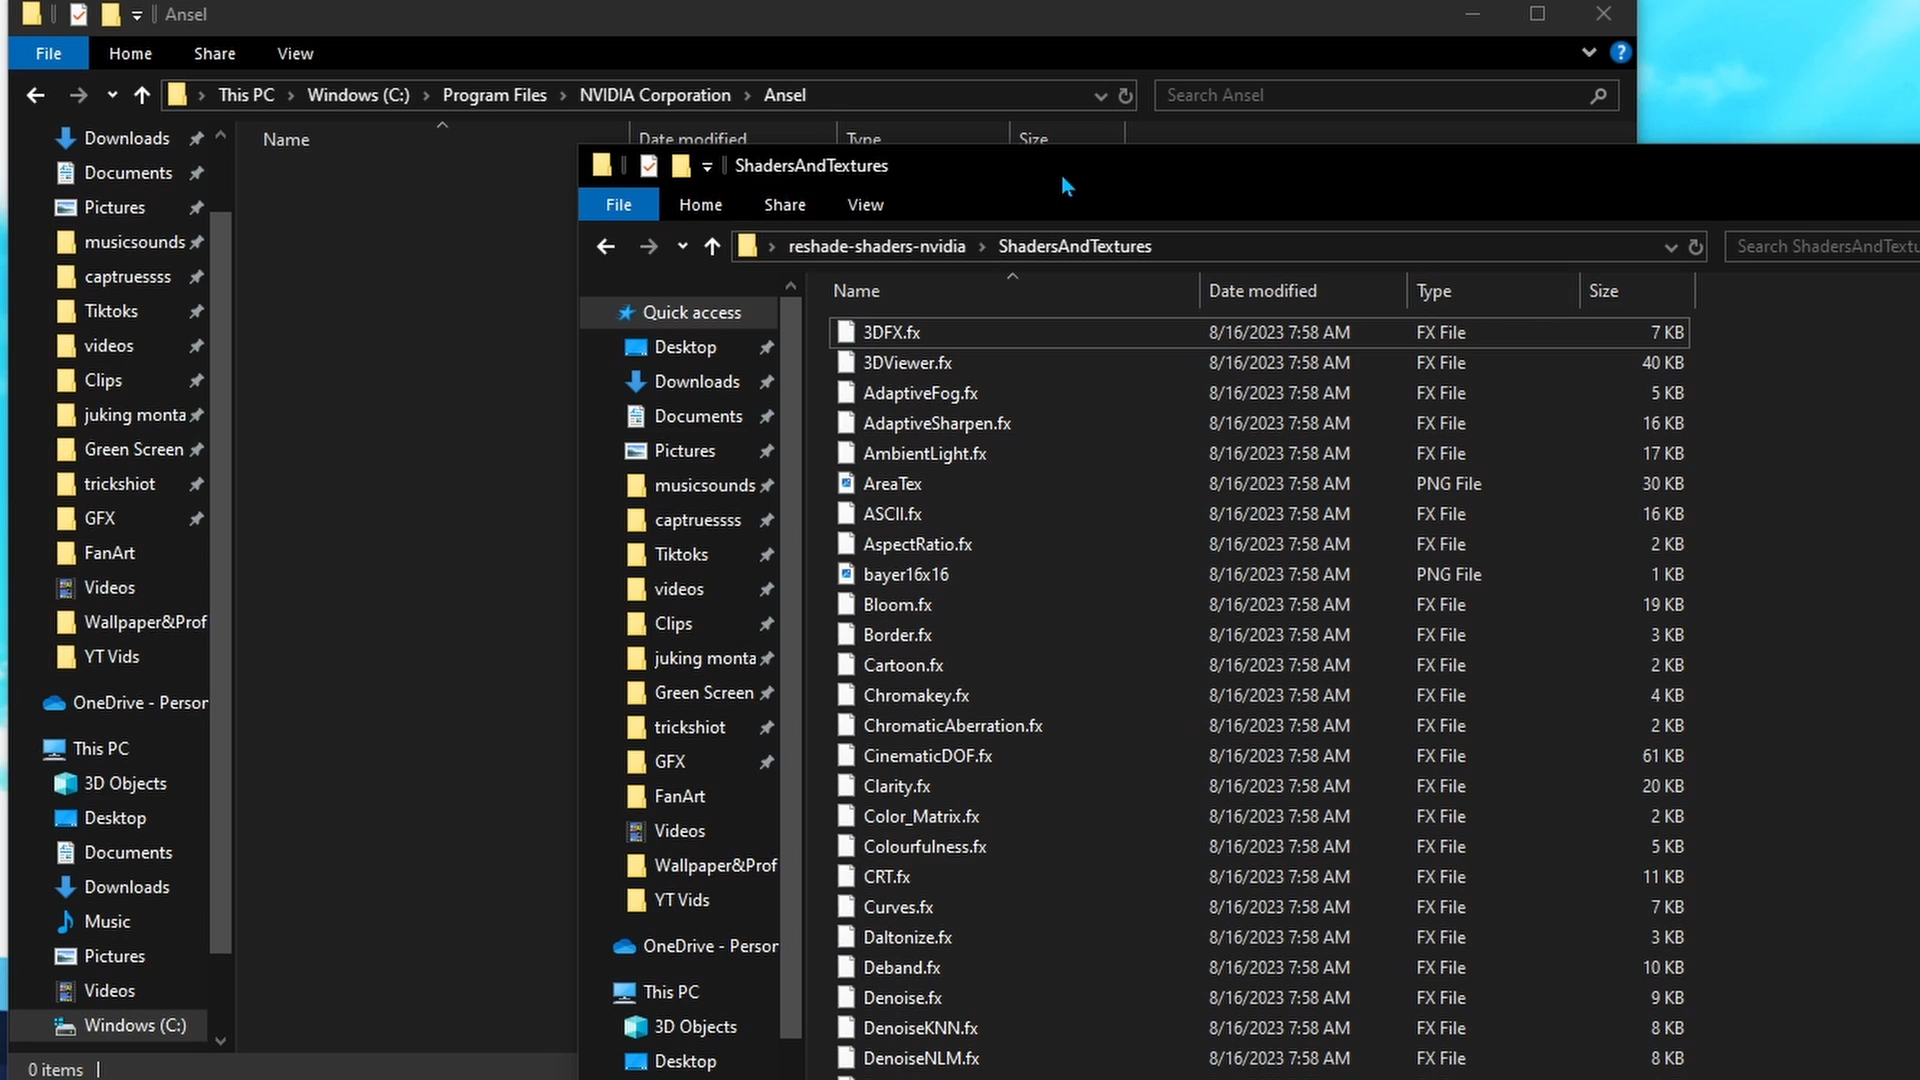 Ansel
File Home Share View
This PC Windows (C:) Program Files NVIDIA Corporation Ansel
Search Ansel
Name Date modified Type Size
Downloads
Documents
Pictures
musicsounds
captruessss
Tiktoks
videos
Clips
juking monta
Green Screen
trickshiot
GFX
FanArt
Videos
Wallpaper&Prof
YT Vids
OneDrive - Person
This PC
3D Objects
Desktop
Documents
Downloads
Music
Pictures
Videos
Windows (C:)
0 items
ShadersAndTextures
File Home Share View
reshade-shaders-nvidia ShadersAndTextures
Search ShadersAndTextu
Quick access
Desktop
Downloads
Documents
Pictures
musicsounds
captruessss
Tiktoks
videos
Clips
juking monta
Green Screen
trickshiot
GFX
FanArt
Videos
Wallpaper&Prof
YT Vids
OneDrive - Person
This PC
3D Objects
Desktop
Name Date modified Type Size
3DFX.fx 8/16/2023 7:58 AM FX File 7 KB
3DViewer.fx 8/16/2023 7:58 AM FX File 40 KB
AdaptiveFog.fx 8/16/2023 7:58 AM FX File 5 KB
AdaptiveSharpen.fx 8/16/2023 7:58 AM FX File 16 KB
AmbientLight.fx 8/16/2023 7:58 AM FX File 17 KB
AreaTex 8/16/2023 7:58 AM PNG File 30 KB
ASCII.fx 8/16/2023 7:58 AM FX File 16 KB
AspectRatio.fx 8/16/2023 7:58 AM FX File 2 KB
bayer16x16 8/16/2023 7:58 AM PNG File 1 KB
Bloom.fx 8/16/2023 7:58 AM FX File 19 KB
Border.fx 8/16/2023 7:58 AM FX File 3 KB
Cartoon.fx 8/16/2023 7:58 AM FX File 2 KB
Chromakey.fx 8/16/2023 7:58 AM FX File 4 KB
ChromaticAberration.fx 8/16/2023 7:58 AM FX File 2 KB
CinematicDOF.fx 8/16/2023 7:58 AM FX File 61 KB
Clarity.fx 8/16/2023 7:58 AM FX File 20 KB
Color_Matrix.fx 8/16/2023 7:58 AM FX File 2 KB
Colourfulness.fx 8/16/2023 7:58 AM FX File 5 KB
CRT.fx 8/16/2023 7:58 AM FX File 11 KB
Curves.fx 8/16/2023 7:58 AM FX File 7 KB
Daltonize.fx 8/16/2023 7:58 AM FX File 3 KB
Deband.fx 8/16/2023 7:58 AM FX File 10 KB
Denoise.fx 8/16/2023 7:58 AM FX File 9 KB
DenoiseKNN.fx 8/16/2023 7:58 AM FX File 8 KB
DenoiseNLM.fx 8/16/2023 7:58 AM FX File 8 KB